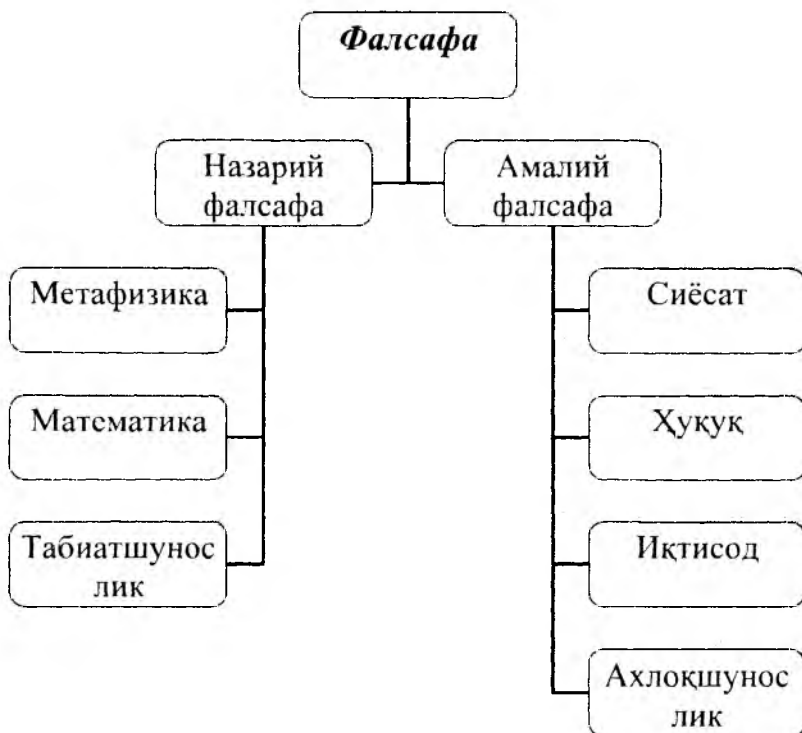 Фалсафа
Назарий
фалсафа
Амалий
фалсафа
Метафизика
Математика
Табиатшунос
лик
Сиёсат
Ҳуқуқ
Иқтисод
Ахлоқшунос
лик